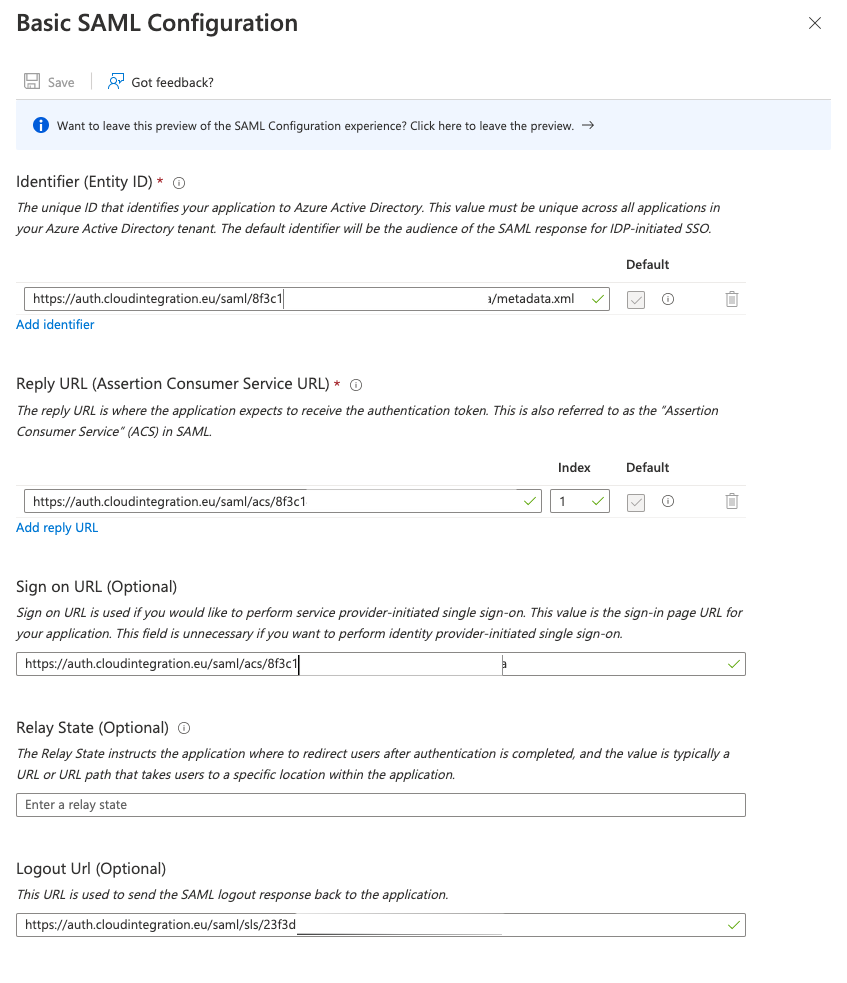 Basic SAML Configuration
Save
Got feedback?
Want to leave this preview of the SAML Configuration experience? Click here to leave the preview. →
Identifier (Entity ID) *
The unique ID that identifies your application to Azure Active Directory. This value must be unique across all applications in
your Azure Active Directory tenant. The default identifier will be the audience of the SAML response for IDP-initiated SSO.
Default
https://auth.cloudintegration.eu/saml/8f3c1 a/metadata.xml
Add identifier
Reply URL (Assertion Consumer Service URL) *
The reply URL is where the application expects to receive the authentication token. This is also referred to as the "Assertion
Consumer Service" (ACS) in SAML.
Index Default
https://auth.cloudintegration.eu/saml/acs/8f3c1 1
Add reply URL
Sign on URL (Optional)
Sign on URL is used if you would like to perform service provider-initiated single sign-on. This value is the sign-in page URL for
your application. This field is unnecessary if you want to perform identity provider-initiated single sign-on.
https://auth.cloudintegration.eu/saml/acs/8f3c1 a
Relay State (Optional)
The Relay State instructs the application where to redirect users after authentication is completed, and the value is typically a
URL or URL path that takes users to a specific location within the application.
Enter a relay state
Logout Url (Optional)
This URL is used to send the SAML logout response back to the application.
https://auth.cloudintegration.eu/saml/sls/23f3d